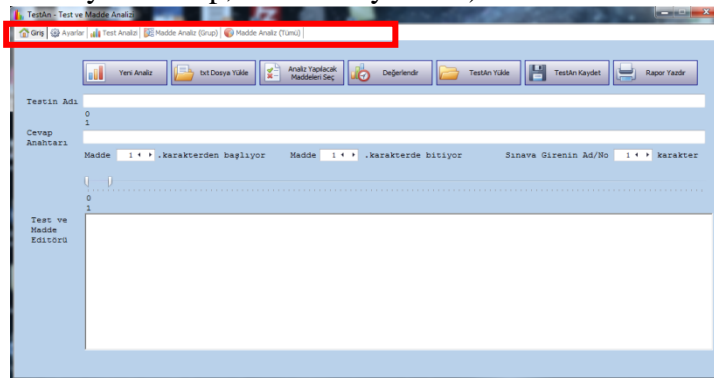 TestAn - Test ve Madde Analizi
Giriş Ayarlar Test Analizi Madde Analiz (Grup) Madde Analiz (Tümü)
Yeni Analiz txt Dosya Yükle Analiz Yapılacak Maddeleri Seç Değerlendir TestAn Yükle TestAn Kaydet Rapor Yazdır
Testin Adı
0
1
Cevap
Anahtarı
Madde 1 .karakterden başlıyor Madde 1 .karakterde bitiyor Sınava Girenin Ad/No 1 karakter
0
1
Test ve
Madde
Editörü